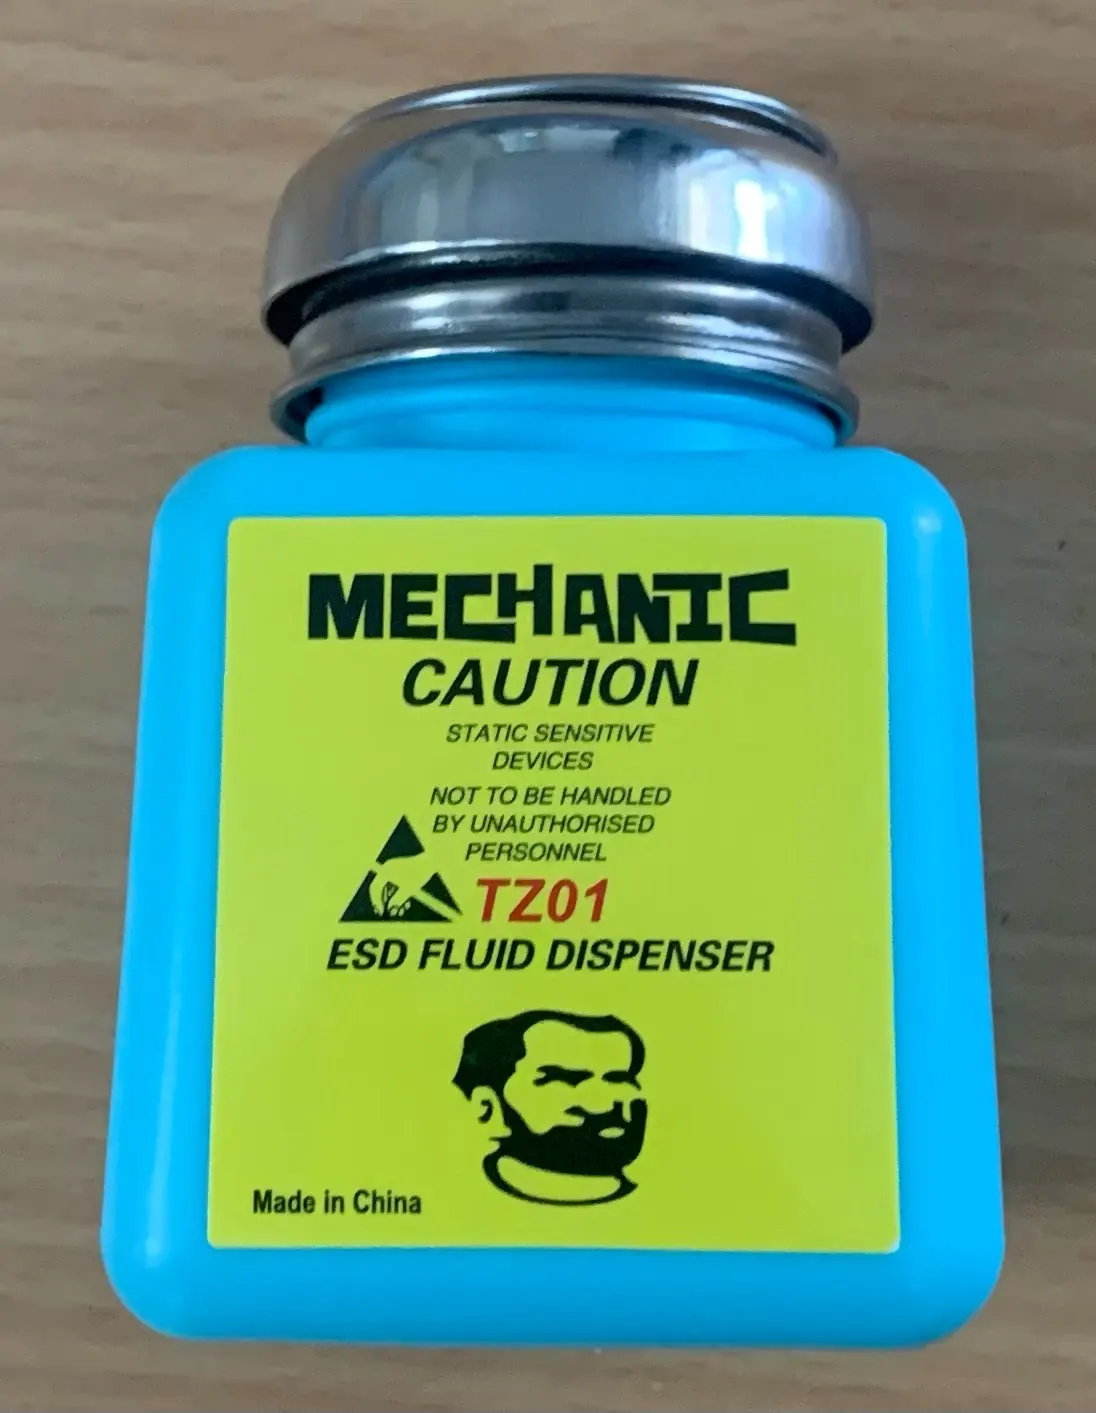 MECHANIC
CAUTION
STATIC SENSITIVE
DEVICES
NOT TO BE HANDLED
BY UNAUTHORISED
PERSONNEL
TZ01
ESD FLUID DISPENSER
Made in China